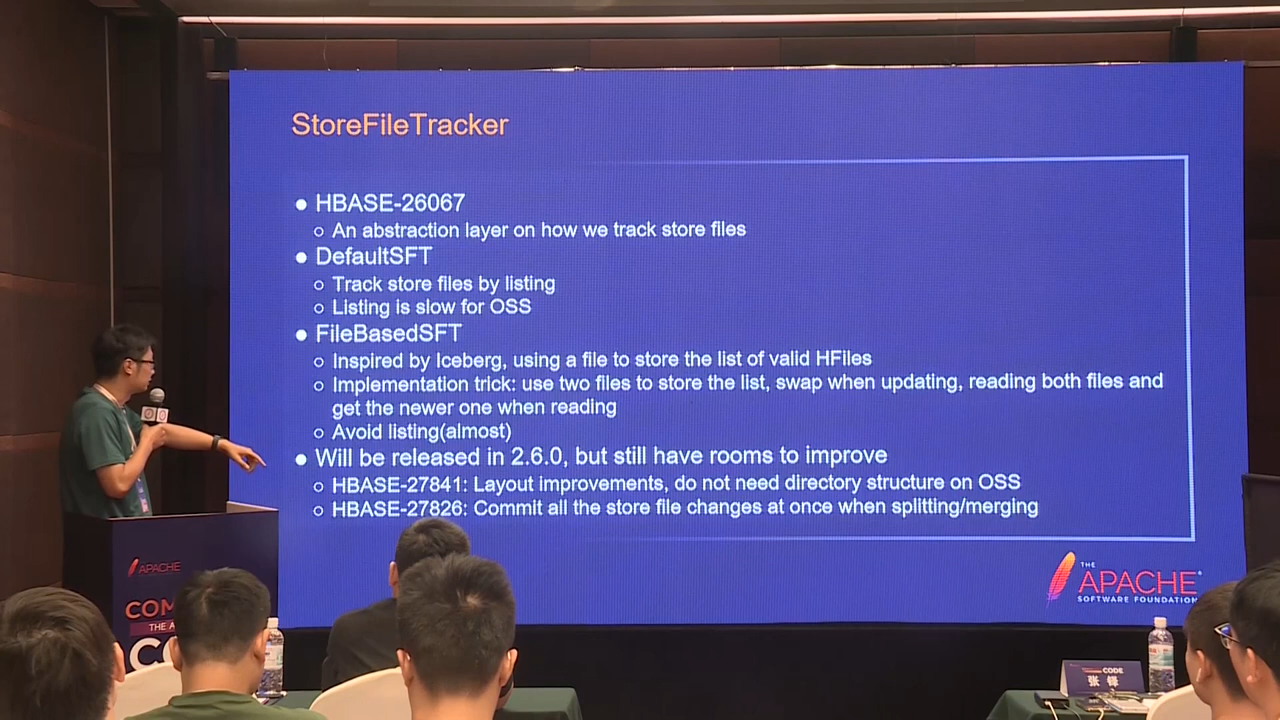 StoreFileTracker
● HBASE-26067
○ An abstraction layer on how we track store files
● DefaultSFT
○ Track store files by listing
○ Listing is slow for OSS
● FileBasedSFT
○ Inspired by Iceberg, using a file to store the list of valid HFiles
○ Implementation trick: use two files to store the list, swap when updating, reading both files and
get the newer one when reading
○ Avoid listing(almost)
● Will be released in 2.6.0, but still have rooms to improve
○ HBASE-27841: Layout improvements, do not need directory structure on OSS
○ HBASE-27826: Commit all the store file changes at once when splitting/merging
THE
APACHE
SOFTWARE FOUNDATION
APACHE
COM
THE A
CO
CODE
张铎